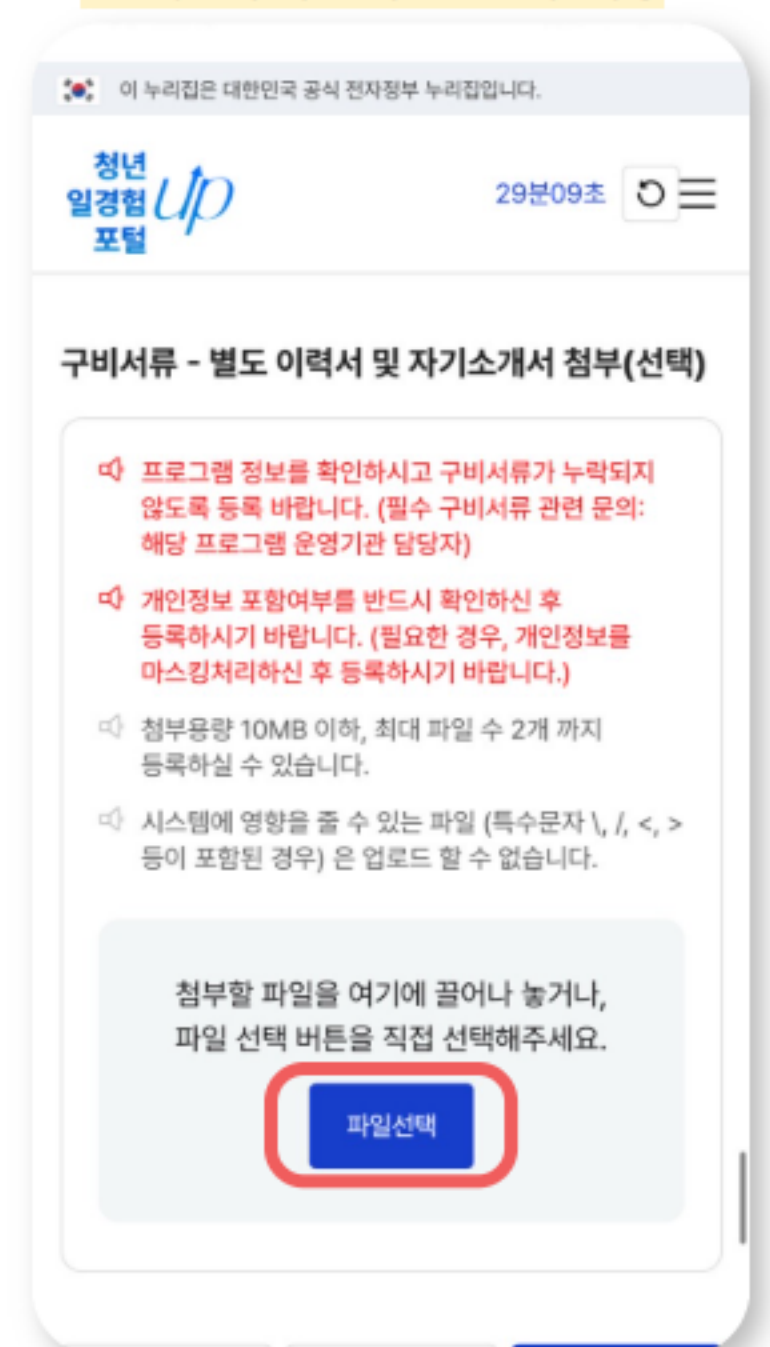 이 누리집은 대한민국 공식 전자정부 누리집입니다.
청년
일경험
포털
Up
29분09초
구비서류 - 별도 이력서 및 자기소개서 첨부(선택)
프로그램 정보를 확인하시고 구비서류가 누락되지
않도록 등록 바랍니다. (필수 구비서류 관련 문의:
해당 프로그램 운영기관 담당자)
개인정보 포함여부를 반드시 확인하신 후
등록하시기 바랍니다. (필요한 경우, 개인정보를
마스킹처리하신 후 등록하시기 바랍니다.)
첨부용량 10MB 이하, 최대 파일 수 2개 까지
등록하실 수 있습니다.
시스템에 영향을 줄 수 있는 파일 (특수문자 \, /, <, >
등이 포함된 경우) 은 업로드 할 수 없습니다.
첨부할 파일을 여기에 끌어나 놓거나,
파일 선택 버튼을 직접 선택해주세요.
파일선택